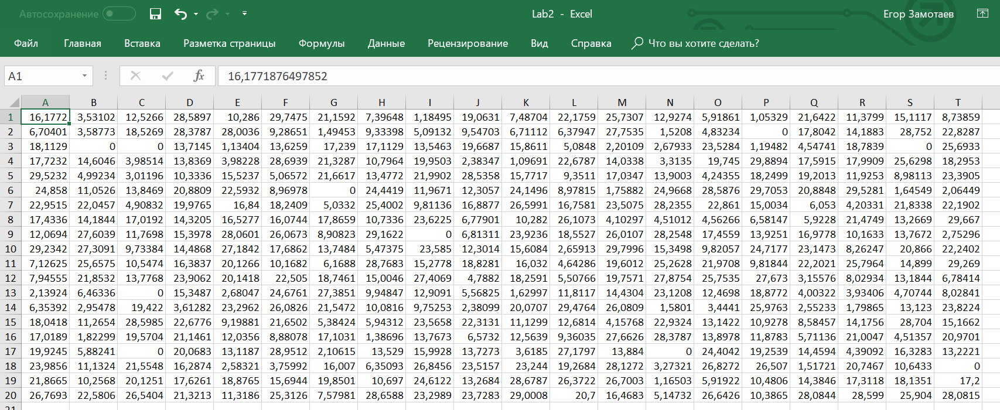 Автосохранение Lab2 - Excel Егор Замотаев
Файл Главная Вставка Разметка страницы Формулы Данные Рецензирование Вид Справка Что вы хотите сделать?
A1 fx 16,1771876497852
A B C D E F G H I J K L M N O P Q R S T
1 16,1772 3,53102 12,5266 28,5897 10,286 29,7475 21,1592 7,39648 1,18495 19,0631 7,48704 22,1759 25,7307 12,9274 5,91861 1,05329 21,6422 11,3799 15,1117 8,73859
2 6,70401 3,58773 18,5269 28,3787 28,0036 9,28651 1,49453 9,33398 5,09132 9,54703 6,71112 6,37947 27,7535 1,5208 4,83234 0 17,8042 14,1883 28,752 22,8287
3 18,1129 0 0 13,7145 1,13404 13,6259 17,239 17,1129 13,5463 19,6687 15,8611 5,0848 2,20109 2,67933 23,5284 1,19482 4,54741 18,7839 0 25,6933
4 17,7232 14,6046 3,98514 13,8369 3,98228 28,6939 21,3287 10,7964 19,9503 2,38347 1,09691 22,6787 14,0338 3,3135 19,745 29,8894 17,5915 17,9909 25,6298 18,2953
5 29,5232 4,99234 3,01196 10,3336 15,5237 5,06572 21,6617 13,4772 21,9902 28,5358 15,7717 9,3511 17,0347 13,9003 4,24355 18,2499 19,2013 11,9253 8,98113 23,3905
6 24,858 11,0526 13,8469 20,8809 22,5932 8,96978 0 24,4419 11,9671 12,3057 24,1496 8,97815 1,75882 24,9668 28,5876 29,7053 20,8848 29,5281 1,64549 2,06449
7 22,9515 22,0457 4,90832 19,9765 16,84 18,2409 5,0332 25,4002 9,81136 16,8877 26,5991 16,7581 23,5075 28,2355 22,861 15,0034 6,053 4,20331 21,8338 22,1902
8 17,4336 14,1844 17,0192 14,3205 16,5277 16,0744 17,8659 10,7336 23,6225 6,77901 10,282 26,1073 4,10297 4,51012 4,56266 6,58147 5,9228 21,4749 13,2669 29,667
9 12,0694 27,6039 11,7698 15,3978 28,0601 26,0673 8,90823 29,1622 0 6,81311 23,9236 18,5527 26,0107 28,2548 17,4559 13,9251 16,9778 10,1633 13,7672 2,75296
10 29,2342 27,3091 9,73384 14,4868 27,1842 17,6862 13,7484 5,47375 23,585 12,3014 15,6084 2,65913 29,7996 15,3498 9,82057 24,7177 23,1473 8,26247 20,866 22,2402
11 7,12625 25,6575 10,5474 16,3837 20,1266 10,1682 6,1688 28,7683 15,2778 18,8281 16,032 4,64286 19,6012 25,2628 21,9708 9,81844 22,2021 25,7964 14,899 29,269
12 7,94555 21,8532 13,7768 23,9062 20,1418 22,505 18,7461 15,0046 27,4069 4,7882 18,2591 5,50766 19,7571 27,8754 25,7535 27,673 3,15576 8,02934 13,1844 6,78414
13 2,13924 6,46336 0 15,3487 2,68047 24,6761 27,3851 9,94847 12,9091 5,56825 1,62997 11,8117 14,4304 23,1208 12,4698 18,8772 4,00322 3,93406 4,70744 8,02841
14 6,35392 2,95478 19,422 3,61282 23,2962 26,0826 21,5472 10,0816 9,75253 2,38099 20,0707 29,4764 26,0809 1,5801 3,4441 25,9763 2,55233 1,79865 13,123 23,8224
15 18,0418 11,2654 28,5985 22,6776 9,19881 21,6502 5,38424 5,94312 23,5658 22,3131 11,1299 12,6814 4,15768 22,9324 13,1422 10,9278 8,58457 14,1756 28,704 15,1662
16 17,0189 1,82299 19,5704 21,1461 12,0356 8,88078 17,1031 1,38696 13,7673 6,5732 12,5639 9,36035 27,6626 28,3787 13,8978 11,8783 5,71136 21,0047 4,51357 20,9701
17 19,9245 5,88241 0 20,0683 13,1187 28,9512 2,10615 13,529 15,9928 13,7273 3,6185 27,1797 13,884 0 24,4042 19,2539 14,4594 4,39092 16,3283 13,2221
18 23,9856 11,1324 21,5548 16,2874 2,58321 3,75992 16,007 6,35093 26,8456 23,5157 23,244 19,2684 28,1272 3,27321 26,8272 26,507 1,51721 20,7467 10,6433 0
19 21,8665 10,2568 20,1251 17,6261 18,8765 15,6944 19,8501 10,697 24,6122 13,2684 28,6787 26,3722 26,7003 1,16503 5,91922 10,4806 14,3846 17,3118 18,1351 17,2
20 26,7693 22,5806 26,5404 21,3213 11,3186 25,3126 7,57981 28,6588 23,2989 23,7283 29,0008 20,7 16,4683 5,14732 26,6426 10,3865 28,0844 28,599 25,904 28,0815
21